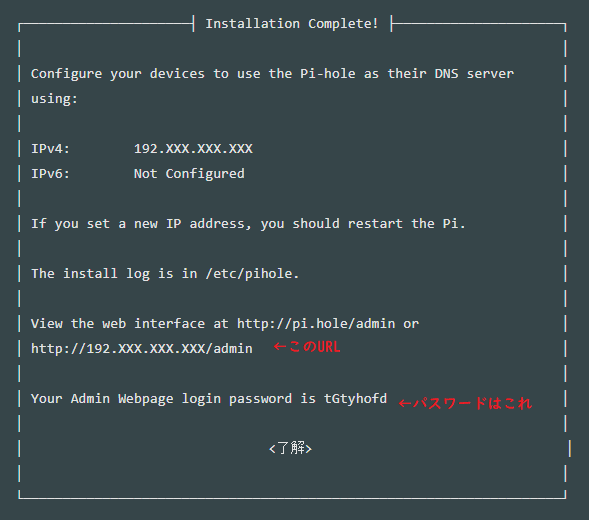 Installation Complete!
Configure your devices to use the Pi-hole as their DNS server
using:
IPv4: 192.XXX.XXX.XXX
IPv6: Not Configured
If you set a new IP address, you should restart the Pi.
The install log is in /etc/pihole.
View the web interface at http://pi.hole/admin or
http://192.XXX.XXX.XXX/admin ←このURL
Your Admin Webpage login password is tGtyhofd ←パスワードはこれ
<了解>